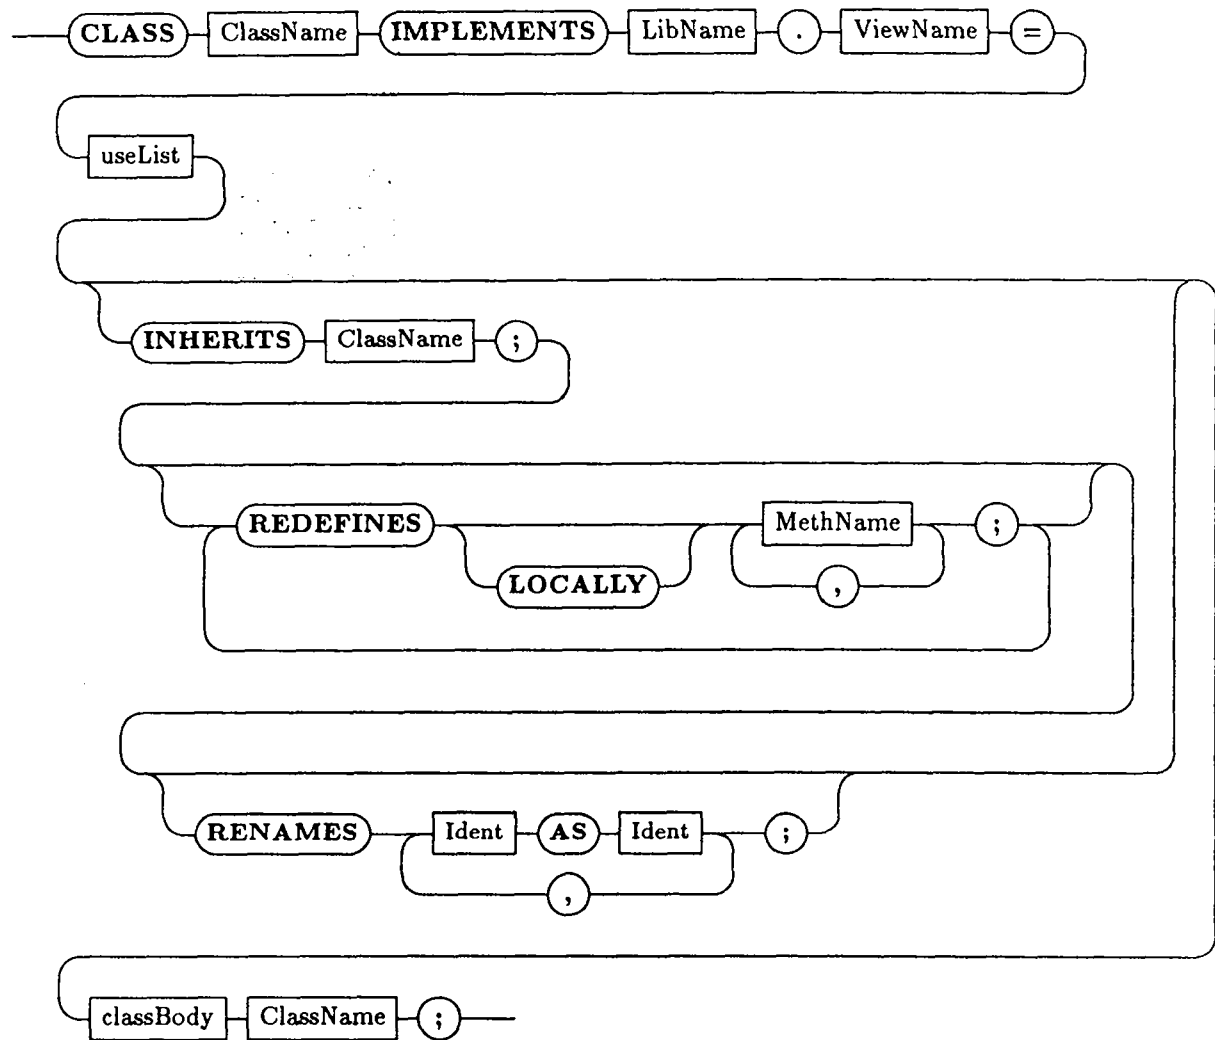 CLASS ClassName IMPLEMENTS LibName . ViewName =
useList
INHERITS ClassName ;
REDEFINES MethName ;
LOCALLY ,
RENAMES Ident AS Ident ;
,
classBody ClassName ;